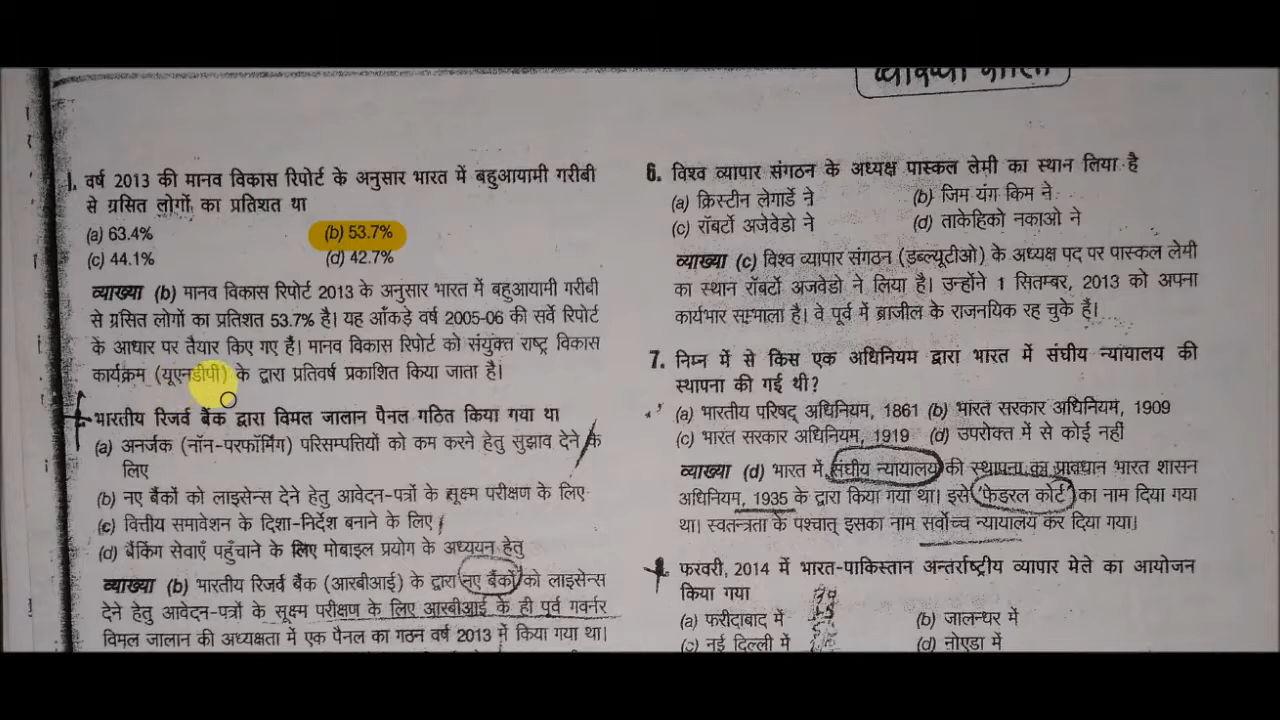 व्याख्या वाला
1. वर्ष 2013 की मानव विकास रिपोर्ट के अनुसार भारत में बहुआयामी गरीबी
से ग्रसित लोगों का प्रतिशत था
(a) 63.4% (b) 53.7%
(c) 44.1% (d) 42.7%
व्याख्या (b) मानव विकास रिपोर्ट 2013 के अनुसार भारत में बहुआयामी गरीबी
से ग्रसित लोगों का प्रतिशत 53.7% है। यह आँकड़े वर्ष 2005-06 की सर्वे रिपोर्ट
के आधार पर तैयार किए गए हैं। मानव विकास रिपोर्ट को संयुक्त राष्ट्र विकास
कार्यक्रम (यूएनडीपी) के द्वारा प्रतिवर्ष प्रकाशित किया जाता है।
भारतीय रिजर्व बैंक द्वारा विमल जालान पैनल गठित किया गया था
(a) अनर्जक (नॉन-परफॉर्मिंग) परिसम्पत्तियों को कम करने हेतु सुझाव देने के
लिए
(b) नए बैंकों को लाइसेन्स देने हेतु आवेदन-पत्रों के सूक्ष्म परीक्षण के लिए
(c) वित्तीय समावेशन के दिशा-निर्देश बनाने के लिए
(d) बैंकिंग सेवाएँ पहुँचाने के लिए मोबाइल प्रयोग के अध्ययन हेतु
व्याख्या (b) भारतीय रिजर्व बैंक (आरबीआई) के द्वारा नए बैंकों को लाइसेन्स
देने हेतु आवेदन-पत्रों के सूक्ष्म परीक्षण के लिए आरबीआई के ही पूर्व गवर्नर
विमल जालान की अध्यक्षता में एक पैनल का गठन वर्ष 2013 में किया गया था।
6. विश्व व्यापार संगठन के अध्यक्ष पास्कल लेमी का स्थान लिया है
(a) क्रिस्टीन लेगार्डे ने (b) जिम यंग किम ने
(c) रॉबर्टो अजेवेडो ने (d) ताकेहिको नकाओ ने
व्याख्या (c) विश्व व्यापार संगठन (डब्ल्यूटीओ) के अध्यक्ष पद पर पास्कल लेमी
का स्थान रॉबर्टो अजवेडो ने लिया है। उन्होंने 1 सितम्बर, 2013 को अपना
कार्यभार सम्भाला है। वे पूर्व में ब्राजील के राजनयिक रह चुके हैं।
7. निम्न में से किस एक अधिनियम द्वारा भारत में संघीय न्यायालय की
स्थापना की गई थी?
(a) भारतीय परिषद् अधिनियम, 1861 (b) भारत सरकार अधिनियम, 1909
(c) भारत सरकार अधिनियम, 1919 (d) उपरोक्त में से कोई नहीं
व्याख्या (d) भारत में संघीय न्यायालय की स्थापना का प्रावधान भारत शासन
अधिनियम, 1935 के द्वारा किया गया था। इसे 'फेडरल कोर्ट' का नाम दिया गया
था। स्वतन्त्रता के पश्चात् इसका नाम सर्वोच्च न्यायालय कर दिया गया।
फरवरी, 2014 में भारत-पाकिस्तान अन्तर्राष्ट्रीय व्यापार मेले का आयोजन
किया गया
(a) फरीदाबाद में (b) जालन्धर में
(c) नई दिल्ली में (d) नोएडा में